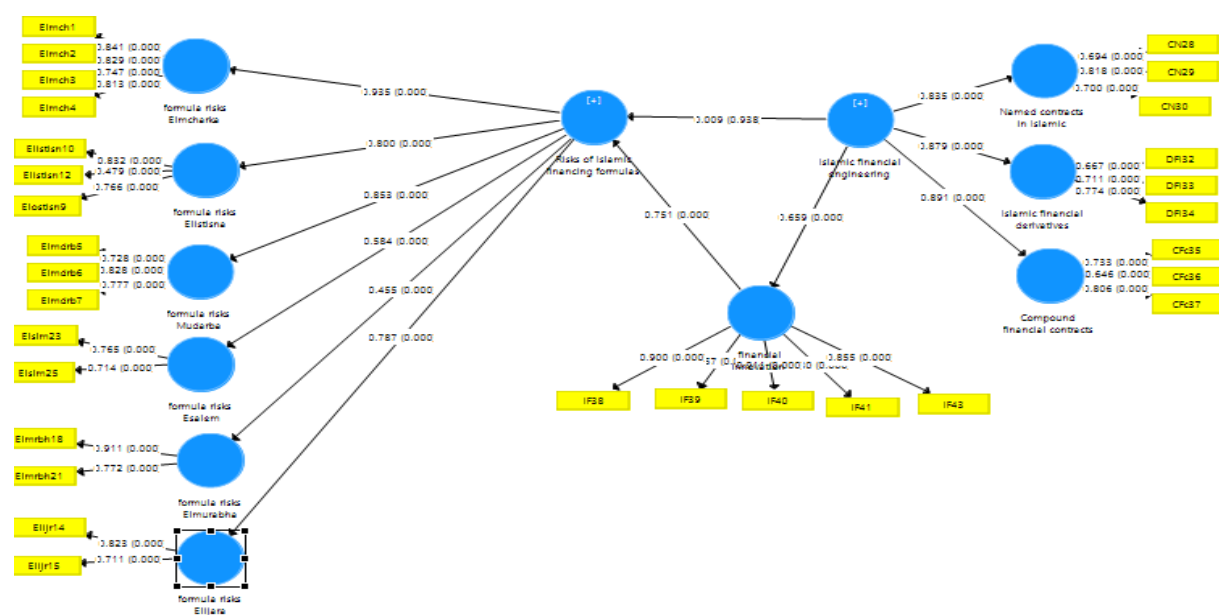 Elmch1
Elmch2
Elmch3
Elmch4
0.841 (0.000)
0.829 (0.000)
0.747 (0.000)
0.813 (0.000)
formula risks
Elmcharka
0.935 (0.000)
Elistisn10
Elistisn12
Elostisn9
0.832 (0.000)
0.479 (0.000)
0.766 (0.000)
formula risks
Elistisna
0.800 (0.000)
Elmdrb5
Elmdrb6
Elmdrb7
0.728 (0.000)
0.828 (0.000)
0.777 (0.000)
formula risks
Mudarba
0.853 (0.000)
Elslm23
Elslm25
0.765 (0.000)
0.714 (0.000)
formula risks
Esalem
0.584 (0.000)
Elmrbh18
Elmrbh21
0.911 (0.000)
0.772 (0.000)
formula risks
Elmurabha
0.455 (0.000)
Elijr14
Elijr15
0.823 (0.000)
0.711 (0.000)
formula risks
Elijara
0.787 (0.000)
[+]
Risks of Islamic
financing formulas
0.009 (0.938)
[+]
Islamic financial
engineering
0.751 (0.000)
0.659 (0.000)
financial
innovation
0.900 (0.000)
0.855 (0.000)
IF38
IF39
IF40
IF41
IF43
0.835 (0.000)
0.879 (0.000)
0.891 (0.000)
Named contracts
in Islamic
0.694 (0.000)
0.818 (0.000)
0.700 (0.000)
CN28
CN29
CN30
Islamic financial
derivatives
0.667 (0.000)
0.711 (0.000)
0.774 (0.000)
DFI32
DFI33
DFI34
Compound
financial contracts
0.733 (0.000)
0.646 (0.000)
0.806 (0.000)
CFc35
CFc36
CFc37